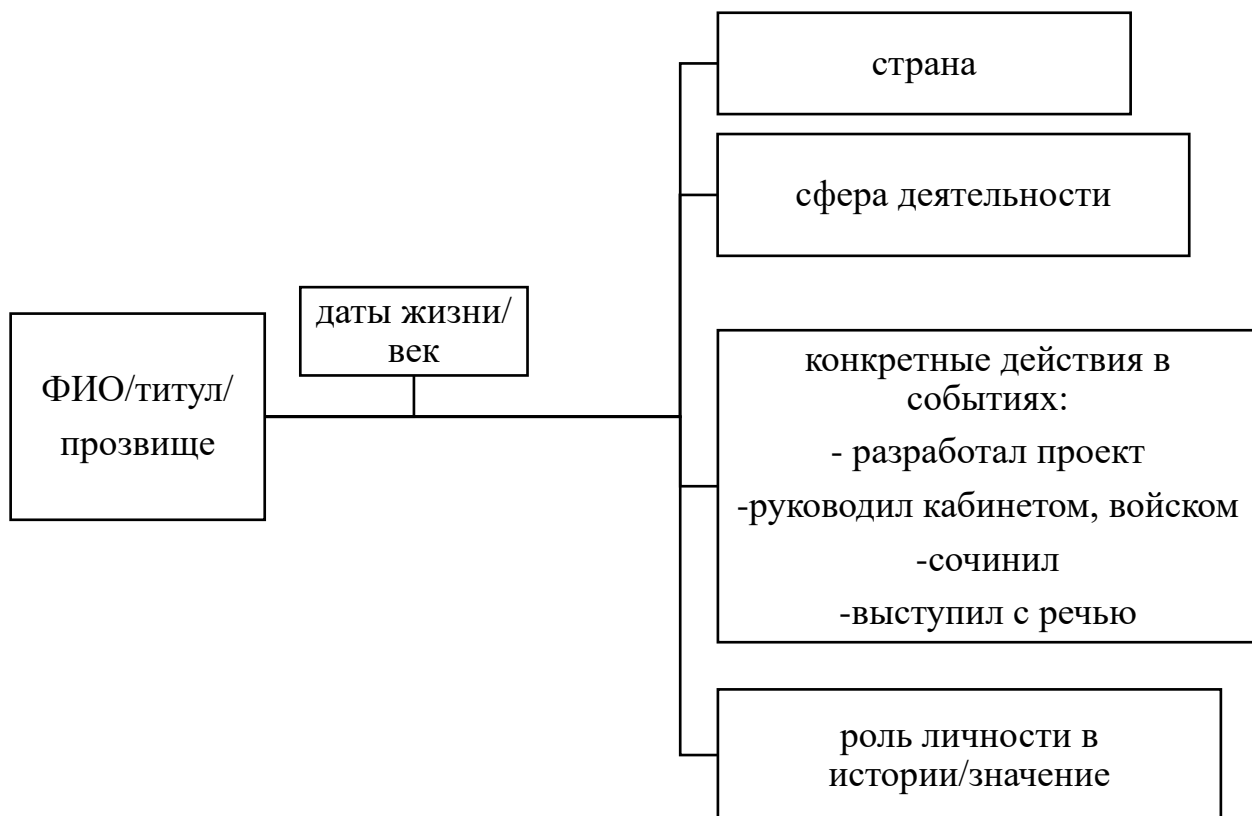 ФИО/титул/
прозвище
даты жизни/
век
страна
сфера деятельности
конкретные действия в
событиях:
- разработал проект
-руководил кабинетом, войском
-сочинил
-выступил с речью
роль личности в
истории/значение